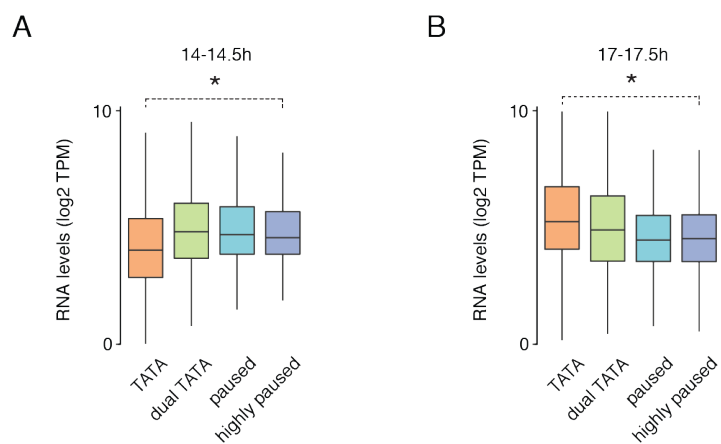 A
14-14.5h
*
10
RNA levels (log2 TPM)
0
TATA
dual TATA
paused
highly paused
B
17-17.5h
*
10
RNA levels (log2 TPM)
0
TATA
dual TATA
paused
highly paused